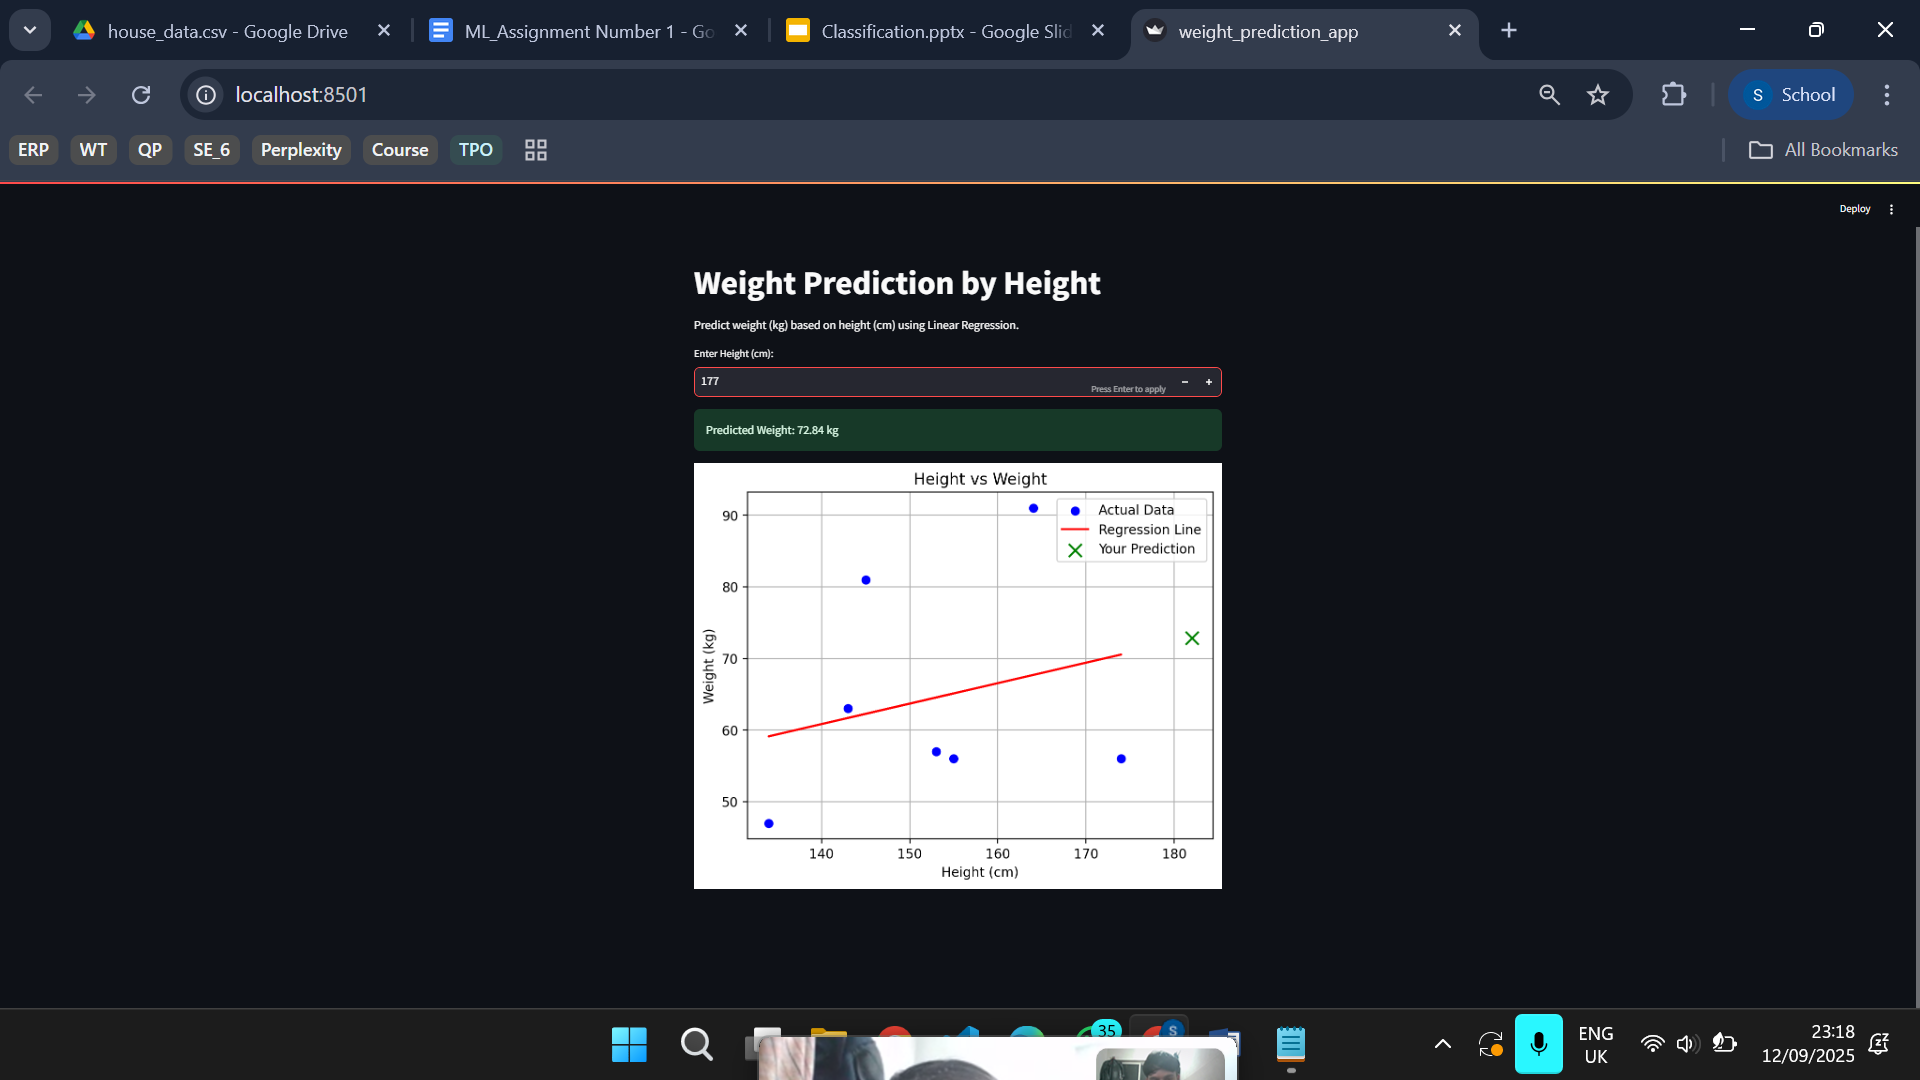 house_data.csv - Google Drive
ML_Assignment Number 1 - Go
Classification.pptx - Google Slid
weight_prediction_app
localhost:8501
S School
ERP WT QP SE_6 Perplexity Course TPO
All Bookmarks
Deploy
Weight Prediction by Height
Predict weight (kg) based on height (cm) using Linear Regression.
Enter Height (cm):
177
Press Enter to apply
Predicted Weight: 72.84 kg
Height vs Weight
Actual Data
Regression Line
Your Prediction
90
80
70
60
50
Weight (kg)
140 150 160 170 180
Height (cm)
35
S
ENG
UK
23:18
12/09/2025